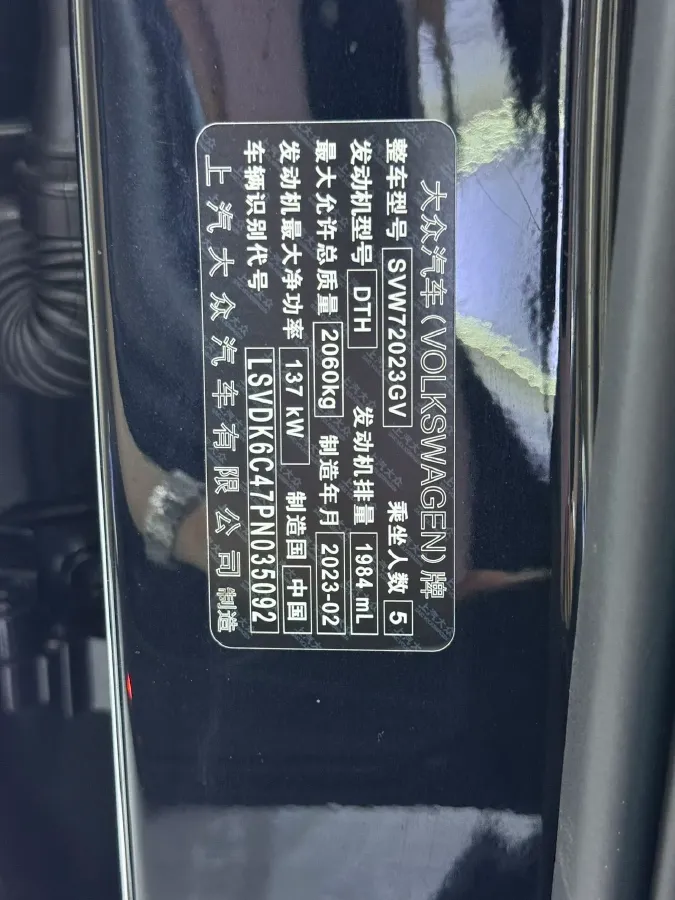 大众汽车(VOLKSWAGEN)牌
整车型号 SVW72023GV 乘坐人数 5
发动机型号 DTH 发动机排量 1984 mL
最大允许总质量 2060kg 制造年月 2023-02
发动机最大净功率 137 kW 制造国 中国
车辆识别代号 LSVDK6C47PN035092
上汽大众汽车有限公司 制造